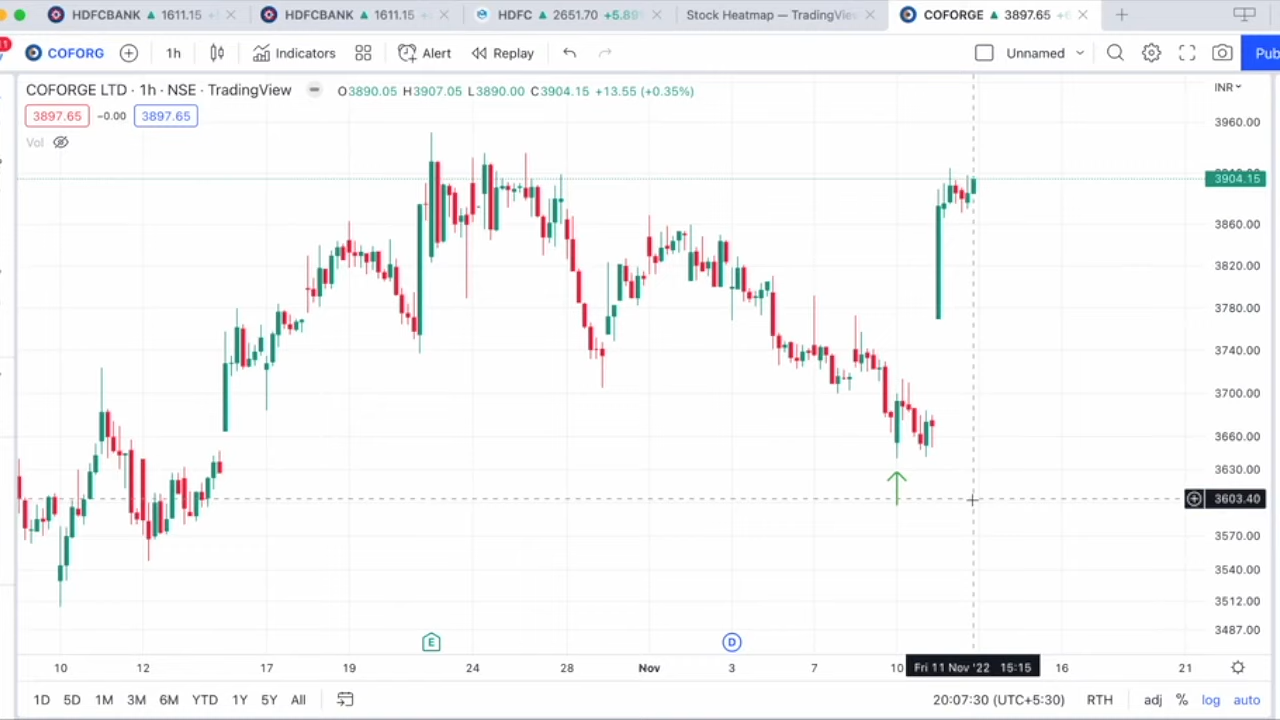 HDFCBANK ▲ 1611.15 HDFCBANK ▲ 1611.15 HDFC ▲ 2651.70 +5.89 Stock Heatmap — TradingView COFORGE ▲ 3897.65
11 COFORG 1h Indicators Alert Replay Unnamed Pub
COFORGE LTD · 1h · NSE · TradingView O3890.05 H3907.05 L3890.00 C3904.15 +13.55 (+0.35%) INR
3897.65 −0.00 3897.65
Vol
3960.00
3904.15
3860.00
3820.00
3780.00
3740.00
3700.00
3660.00
3630.00
3603.40
3570.00
3540.00
3512.00
3487.00
E D
10 12 17 19 24 28 Nov 3 7 10 Fri 11 Nov '22 15:15 16 21
1D 5D 1M 3M 6M YTD 1Y 5Y All 20:07:30 (UTC+5:30) RTH adj % log auto